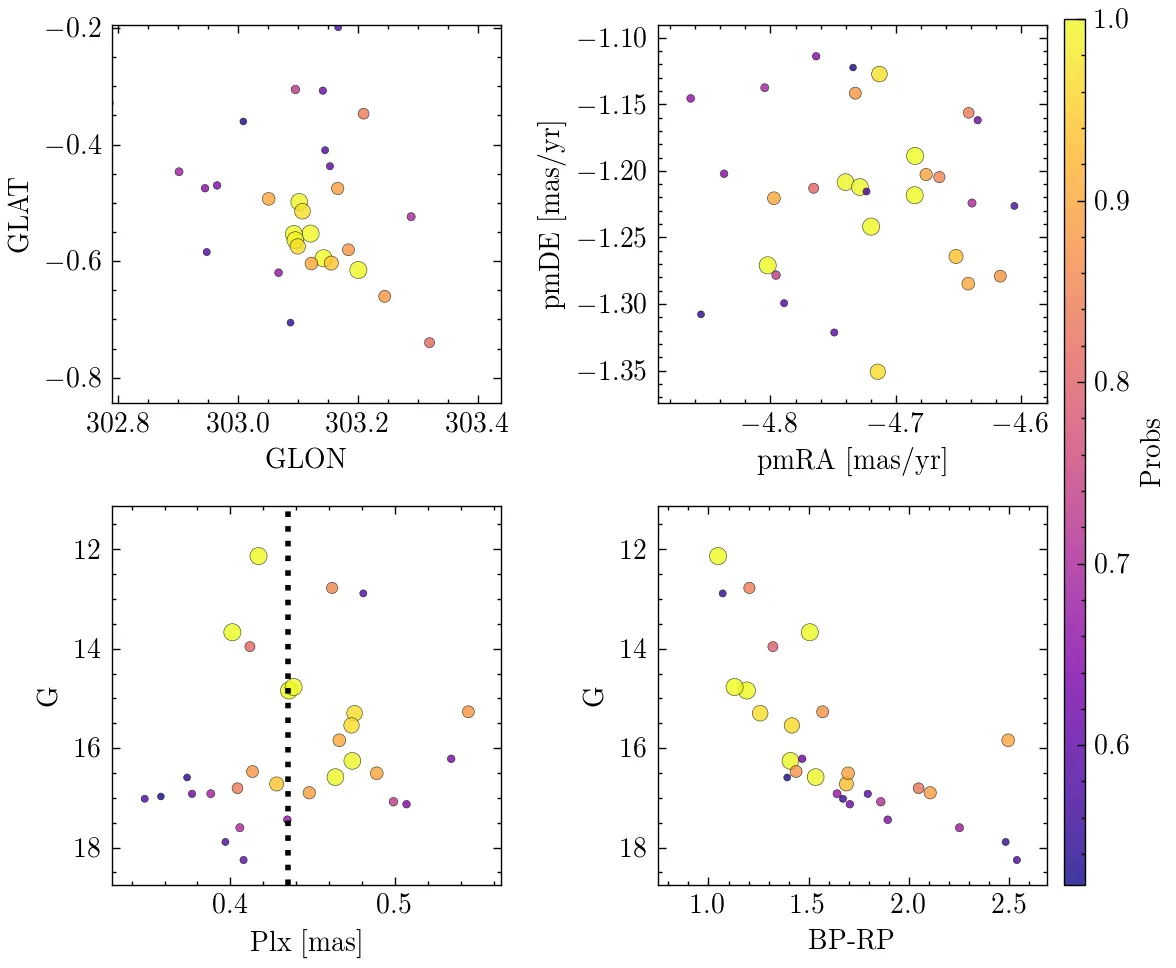 −0.2
−0.4
−0.6
−0.8
GLAT
302.8 303.0 303.2 303.4
GLON
−1.10
−1.15
−1.20
−1.25
−1.30
−1.35
pmDE [mas/yr]
−4.8 −4.7 −4.6
pmRA [mas/yr]
12
14
16
18
G
0.4 0.5
Plx [mas]
12
14
16
18
G
1.0 1.5 2.0 2.5
BP-RP
1.0
0.9
0.8
0.7
0.6
Probs